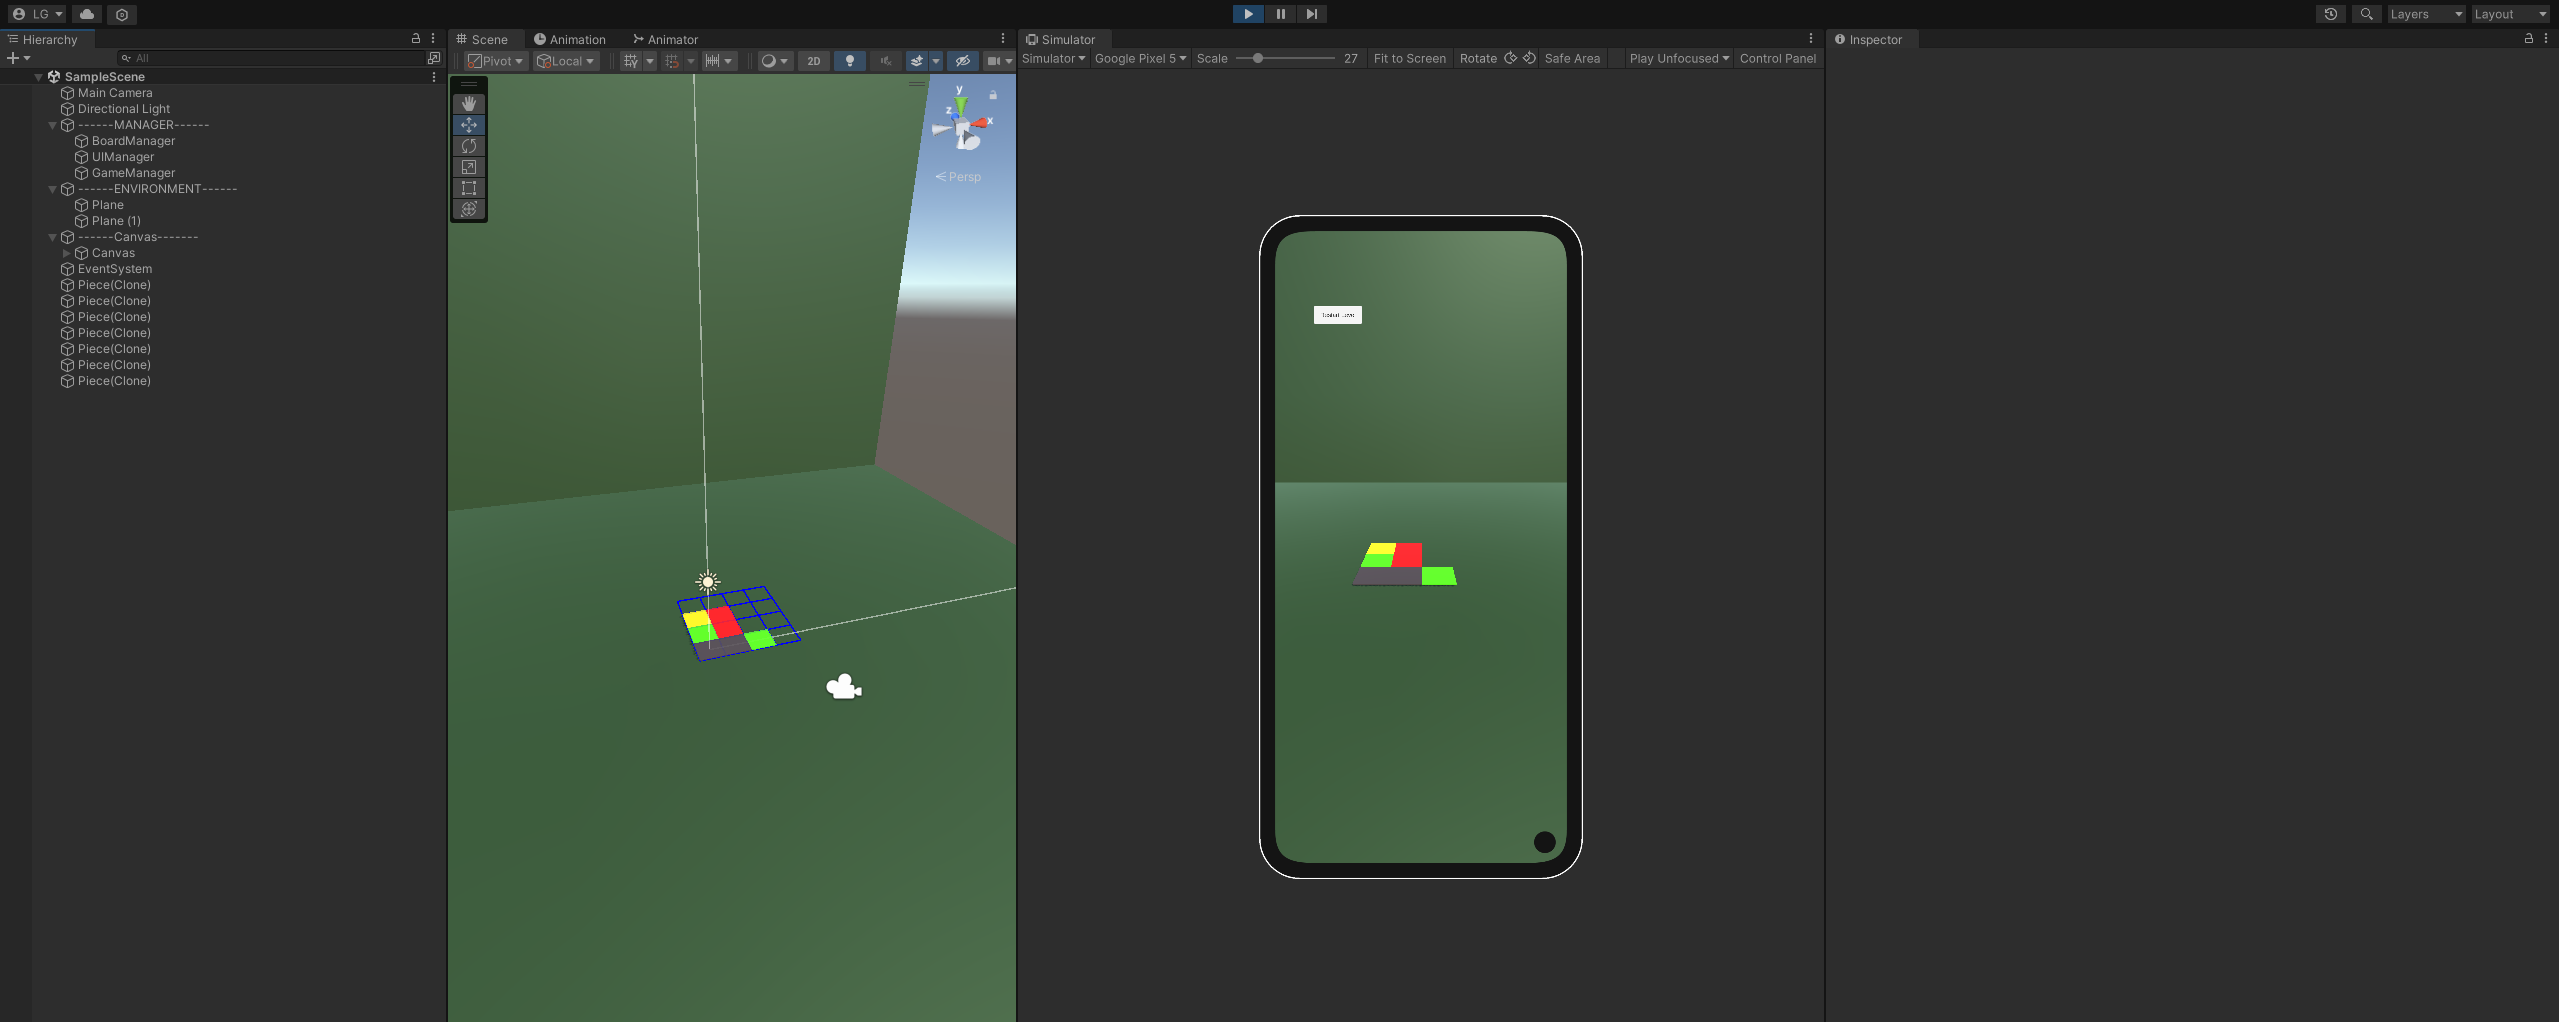 LG
Layers
Layout
Hierarchy
All
SampleScene
Main Camera
Directional Light
------MANAGER------
BoardManager
UIManager
GameManager
------ENVIRONMENT------
Plane
Plane (1)
------Canvas-------
Canvas
EventSystem
Piece(Clone)
Piece(Clone)
Piece(Clone)
Piece(Clone)
Piece(Clone)
Piece(Clone)
Piece(Clone)
Scene
Animation
Animator
Pivot
Local
2D
y
z
x
Persp
Simulator
Simulator
Google Pixel 5
Scale
27
Fit to Screen
Rotate
Safe Area
Play Unfocused
Control Panel
Inspector